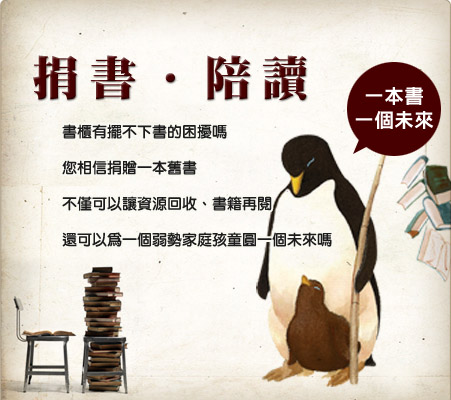 捐書・陪讀
一本書
一個未來
書櫃有擺不下書的困擾嗎
您相信捐贈一本舊書
不僅可以讓資源回收、書籍再閱
還可以為一個弱勢家庭孩童圓一個未來嗎